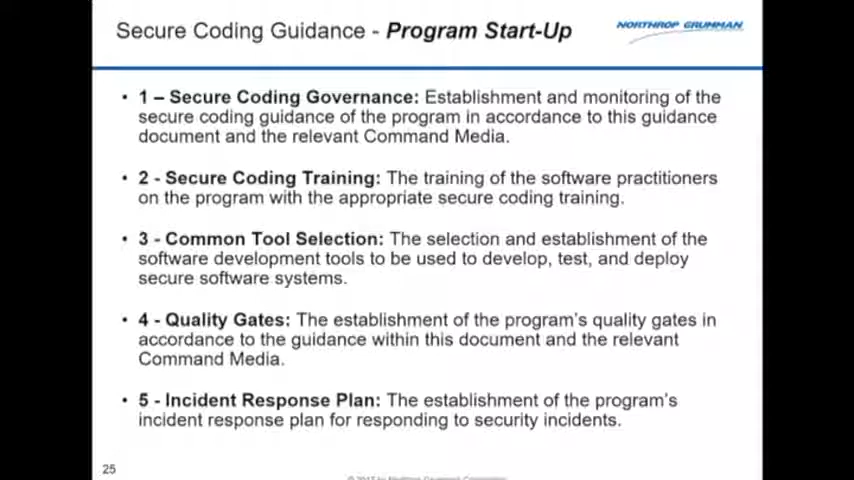 Secure Coding Guidance - Program Start-Up
NORTHROP GRUMMAN
• 1 – Secure Coding Governance: Establishment and monitoring of the
secure coding guidance of the program in accordance to this guidance
document and the relevant Command Media.
• 2 - Secure Coding Training: The training of the software practitioners
on the program with the appropriate secure coding training.
• 3 - Common Tool Selection: The selection and establishment of the
software development tools to be used to develop, test, and deploy
secure software systems.
• 4 - Quality Gates: The establishment of the program's quality gates in
accordance to the guidance within this document and the relevant
Command Media.
• 5 - Incident Response Plan: The establishment of the program's
incident response plan for responding to security incidents.
25